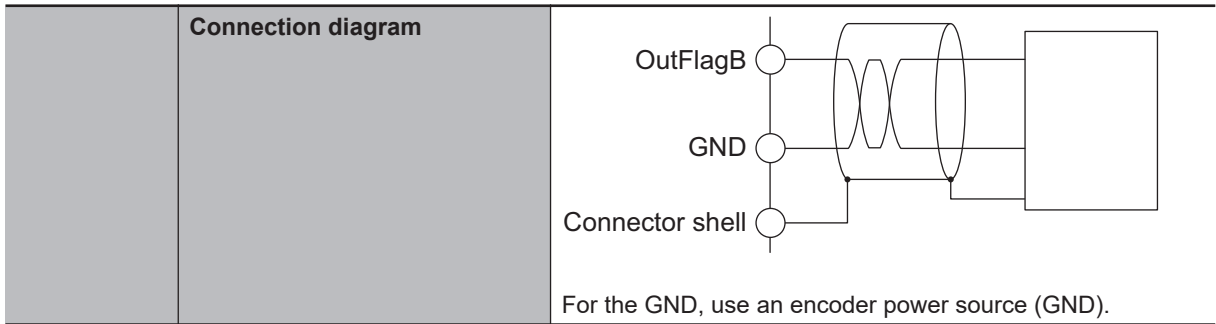 Connection diagram
OutFlagB
GND
Connector shell
For the GND, use an encoder power source (GND).